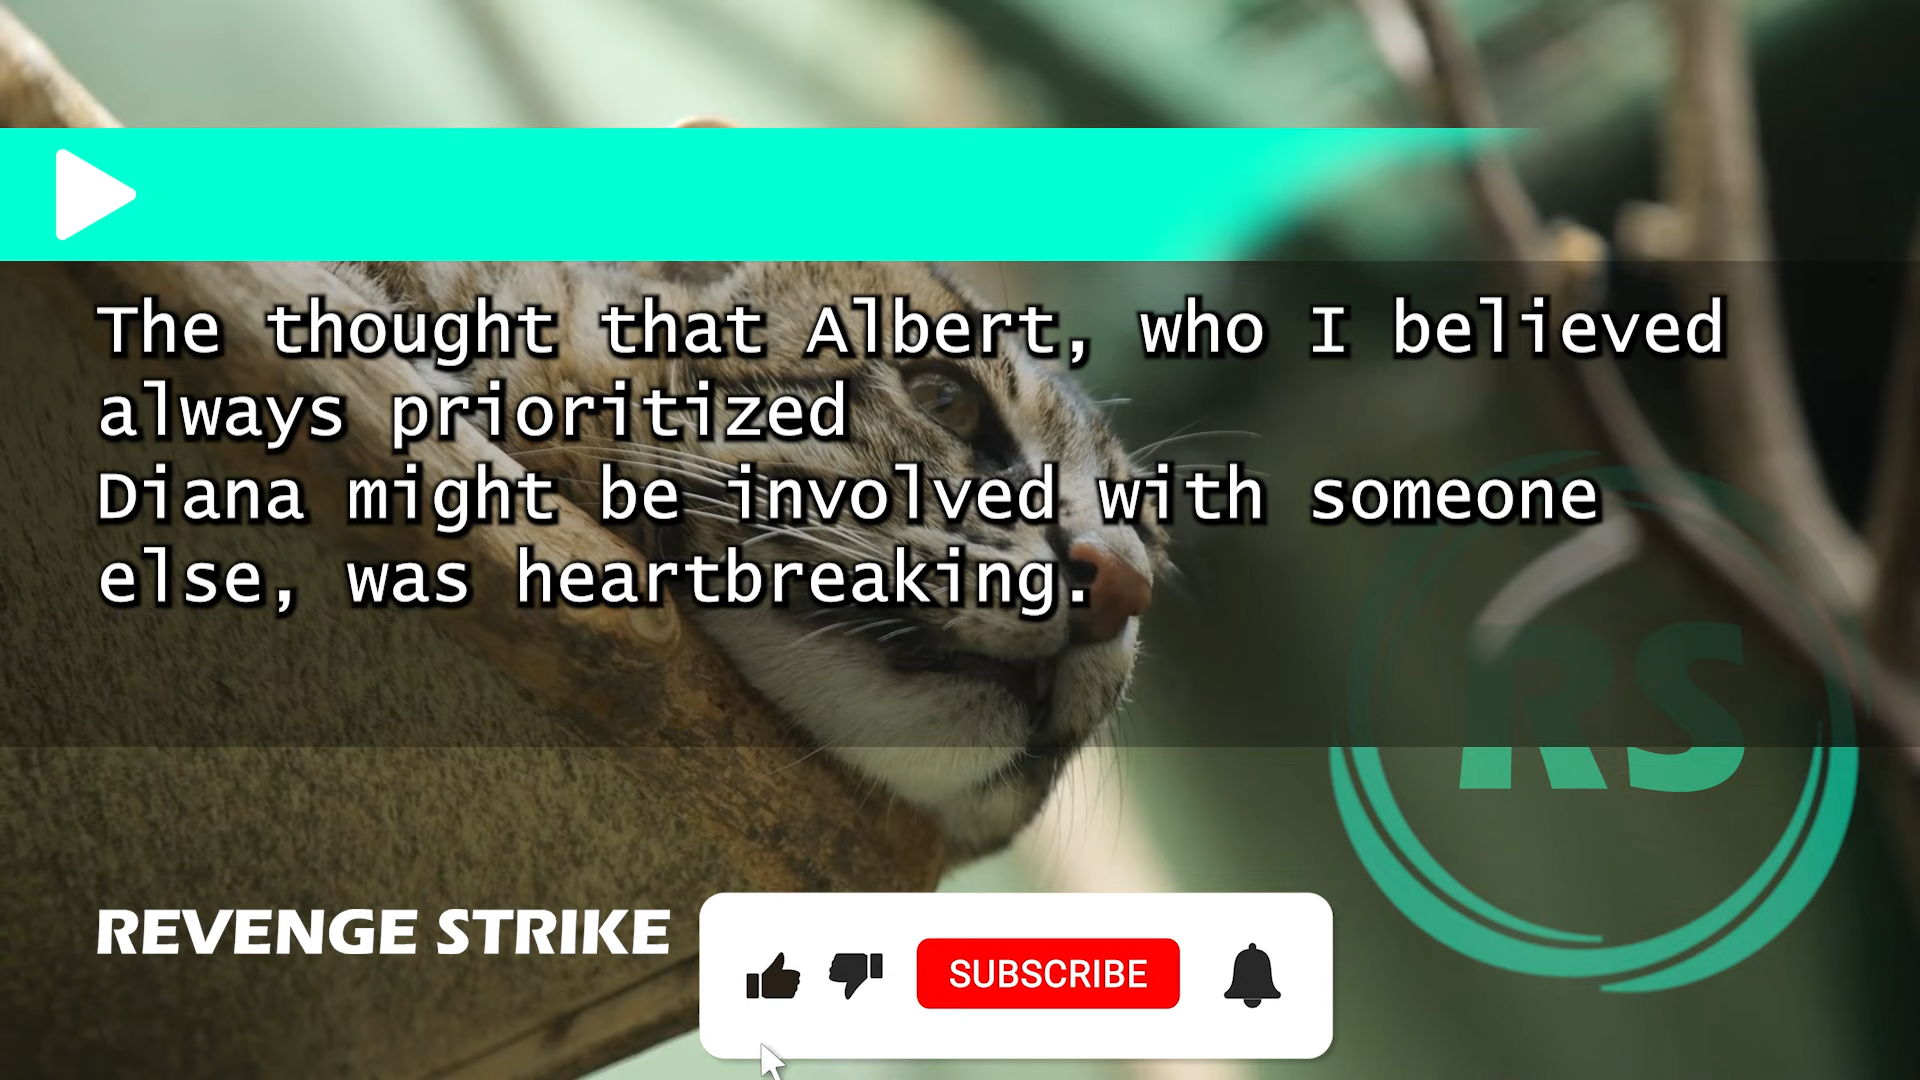 The thought that Albert, who I believed
always prioritized
Diana might be involved with someone
else, was heartbreaking.
RS
REVENGE STRIKE
SUBSCRIBE